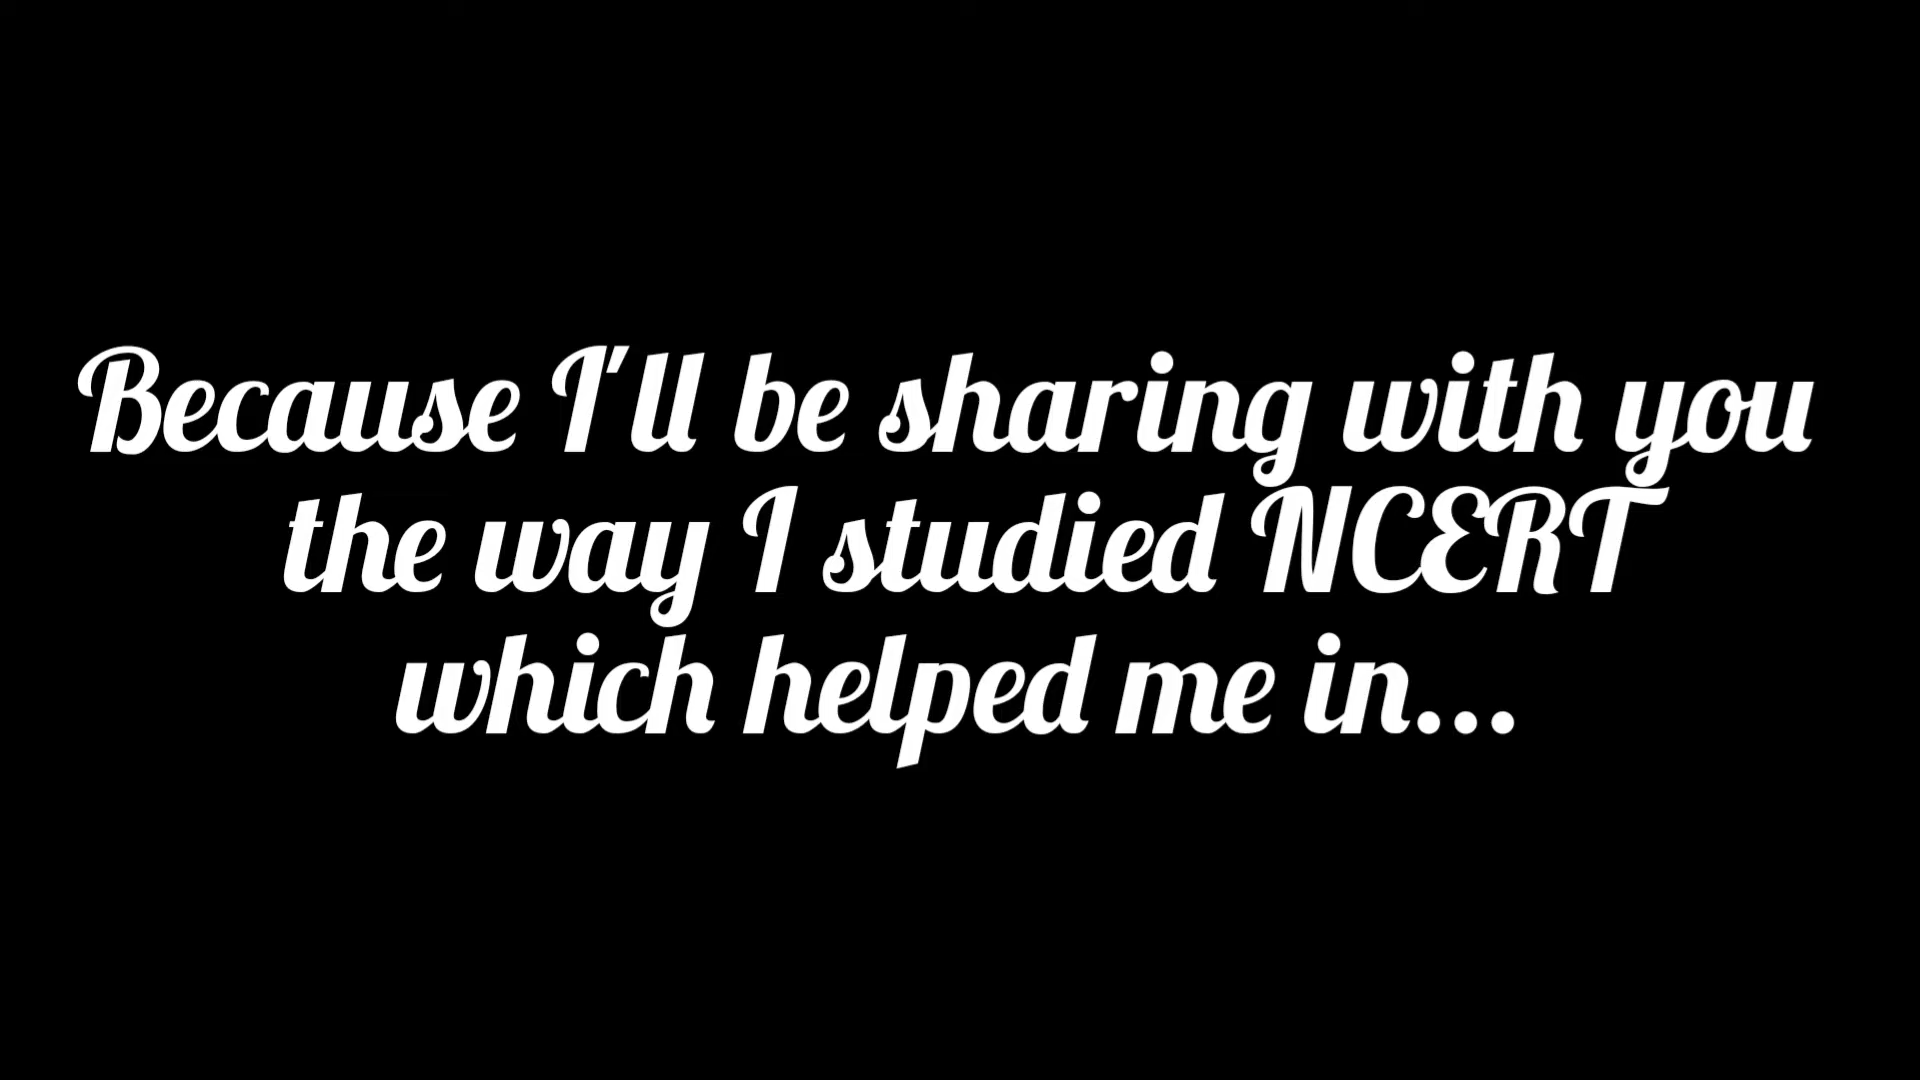 Because I'll be sharing with you
the way I studied NCERT
which helped me in...